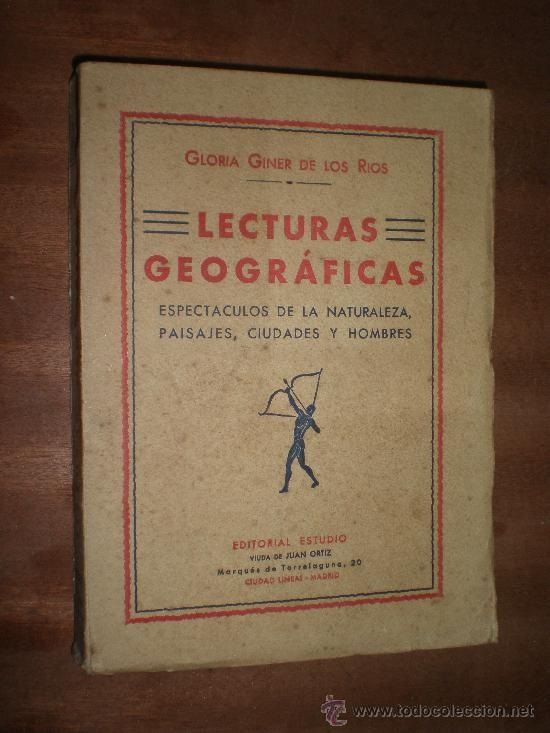 GLORIA GINER DE LOS RIOS
LECTURAS
GEOGRÁFICAS
ESPECTACULOS DE LA NATURALEZA,
PAISAJES, CIUDADES Y HOMBRES
EDITORIAL ESTUDIO
VIUDA DE JUAN ORTIZ
Marqués de Torrelaguna, 20
CIUDAD LINEAL - MADRID
todocoleccion
www.todocoleccion.net